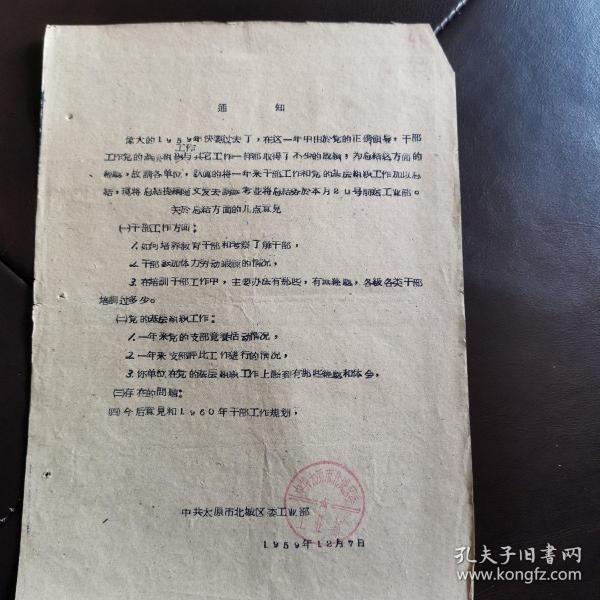 通 知
伟大的1959年快要过去了，在这一年中由於党的正确领导，干部
工作
工作党的基层组织与其它工作一样都取得了不少的成绩，为总结这方面的
经验，故请各单位，认真的将一年来干部工作和党的基层组织工作加以总
结，现将总结提纲随文发去，请考业将总结务於本月20号前送工业部。
关於总结方面的几点意见
㈠干部工作方面：
1.如何培养教育干部和考察了解干部，
2.干部参加体力劳动锻炼的情况，
3.在培训干部工作中，主要办法有那些，有啥经验，各级各类干部
培训过多少。
㈡党的基层组织工作：
1.一年来党的支部竞赛活动情况，
2.一年来支部评比工作进行的情况，
3.你单位在党的基层组织工作上感到有那些经验和体会，
㈢存在的问题：
㈣今后意见和1960年干部工作规划，
中共太原市北城区委工业部
1959年12月7日
孔夫子旧书网
www.kongfz.com